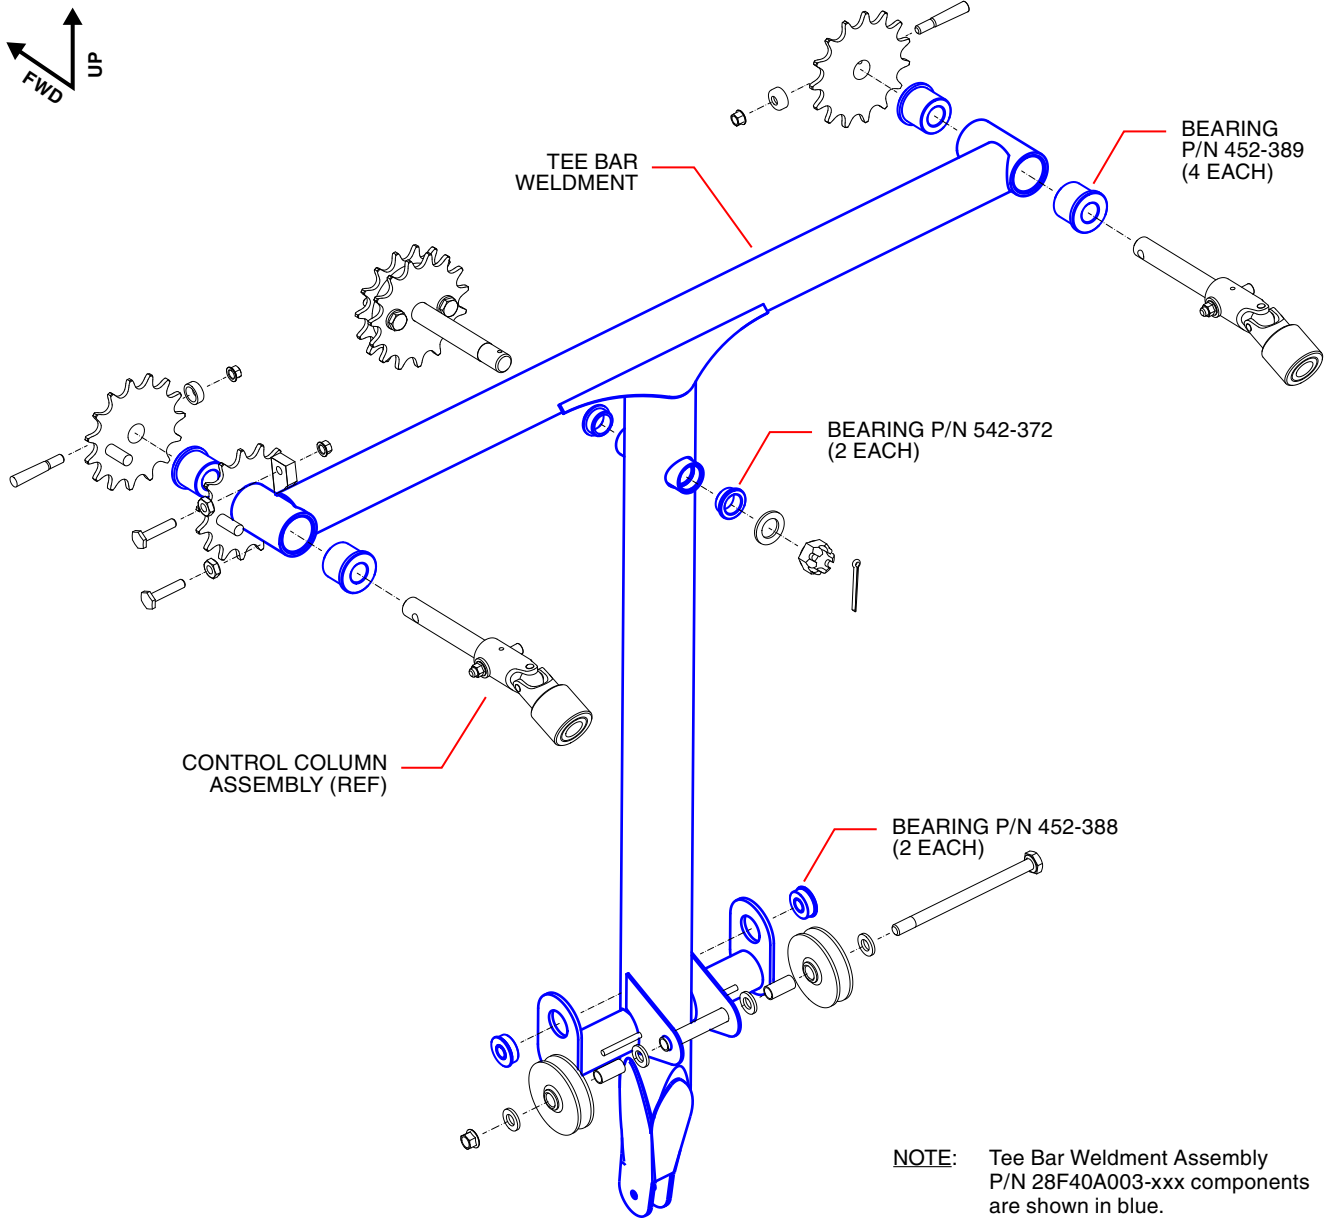 UP
FWD
BEARING
P/N 452-389
(4 EACH)
TEE BAR
WELDMENT
BEARING P/N 542-372
(2 EACH)
CONTROL COLUMN
ASSEMBLY (REF)
BEARING P/N 452-388
(2 EACH)
NOTE: Tee Bar Weldment Assembly
P/N 28F40A003-xxx components
are shown in blue.